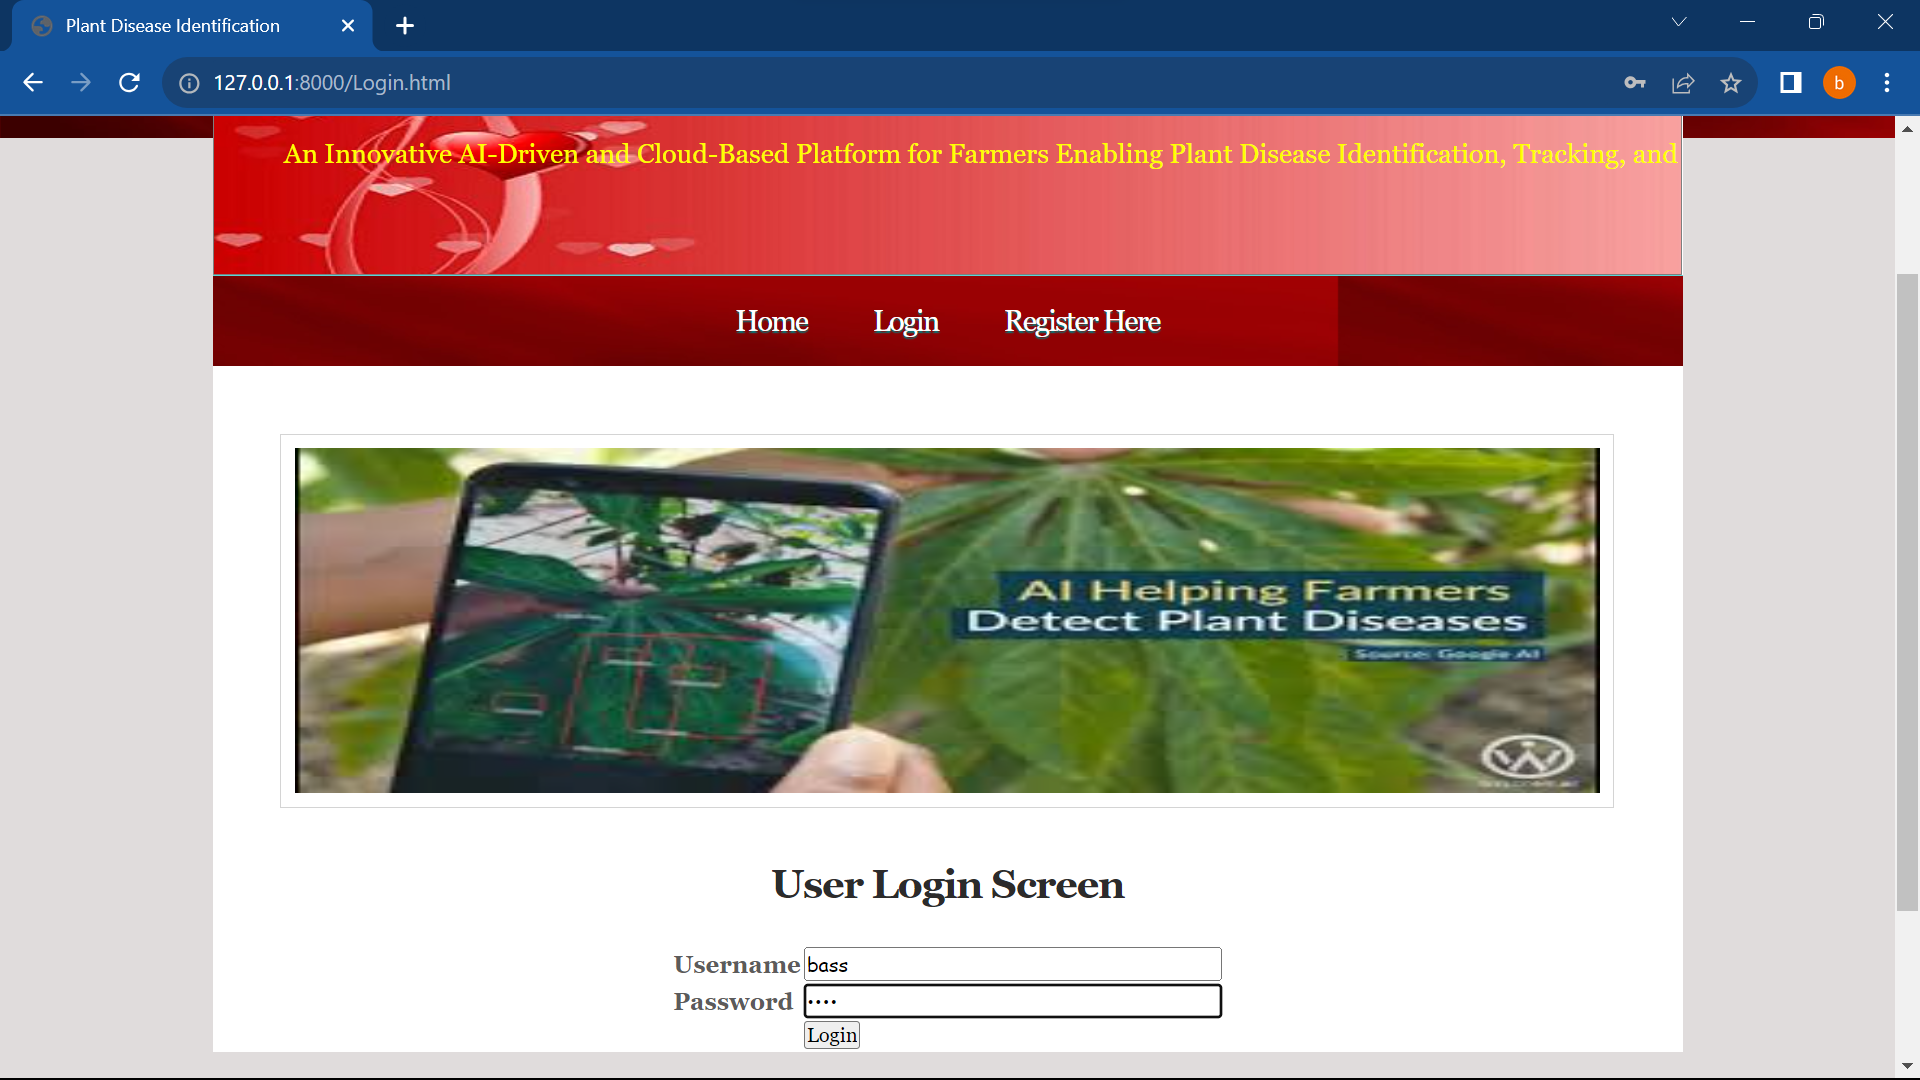 Plant Disease Identification
127.0.0.1:8000/Login.html
b
An Innovative AI-Driven and Cloud-Based Platform for Farmers Enabling Plant Disease Identification, Tracking, and
Home Login Register Here
AI Helping Farmers
Detect Plant Diseases
Source: Google AI
User Login Screen
Username bass
Password ••••
Login